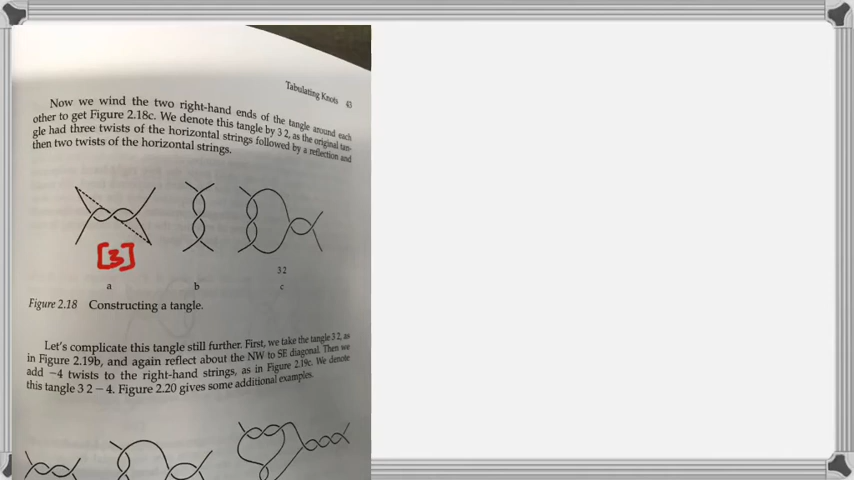 Tabulating Knots 43
Now we wind the two right-hand ends of the tangle around each
other to get Figure 2.18c. We denote this tangle by 3 2, as the original tan-
gle had three twists of the horizontal strings followed by a reflection and
then two twists of the horizontal strings.
[3]
3 2
a b c
Figure 2.18 Constructing a tangle.
Let's complicate this tangle still further. First, we take the tangle 3 2, as
in Figure 2.19b, and again reflect about the NW to SE diagonal. Then we
add −4 twists to the right-hand strings, as in Figure 2.19c. We denote
this tangle 3 2 − 4. Figure 2.20 gives some additional examples.